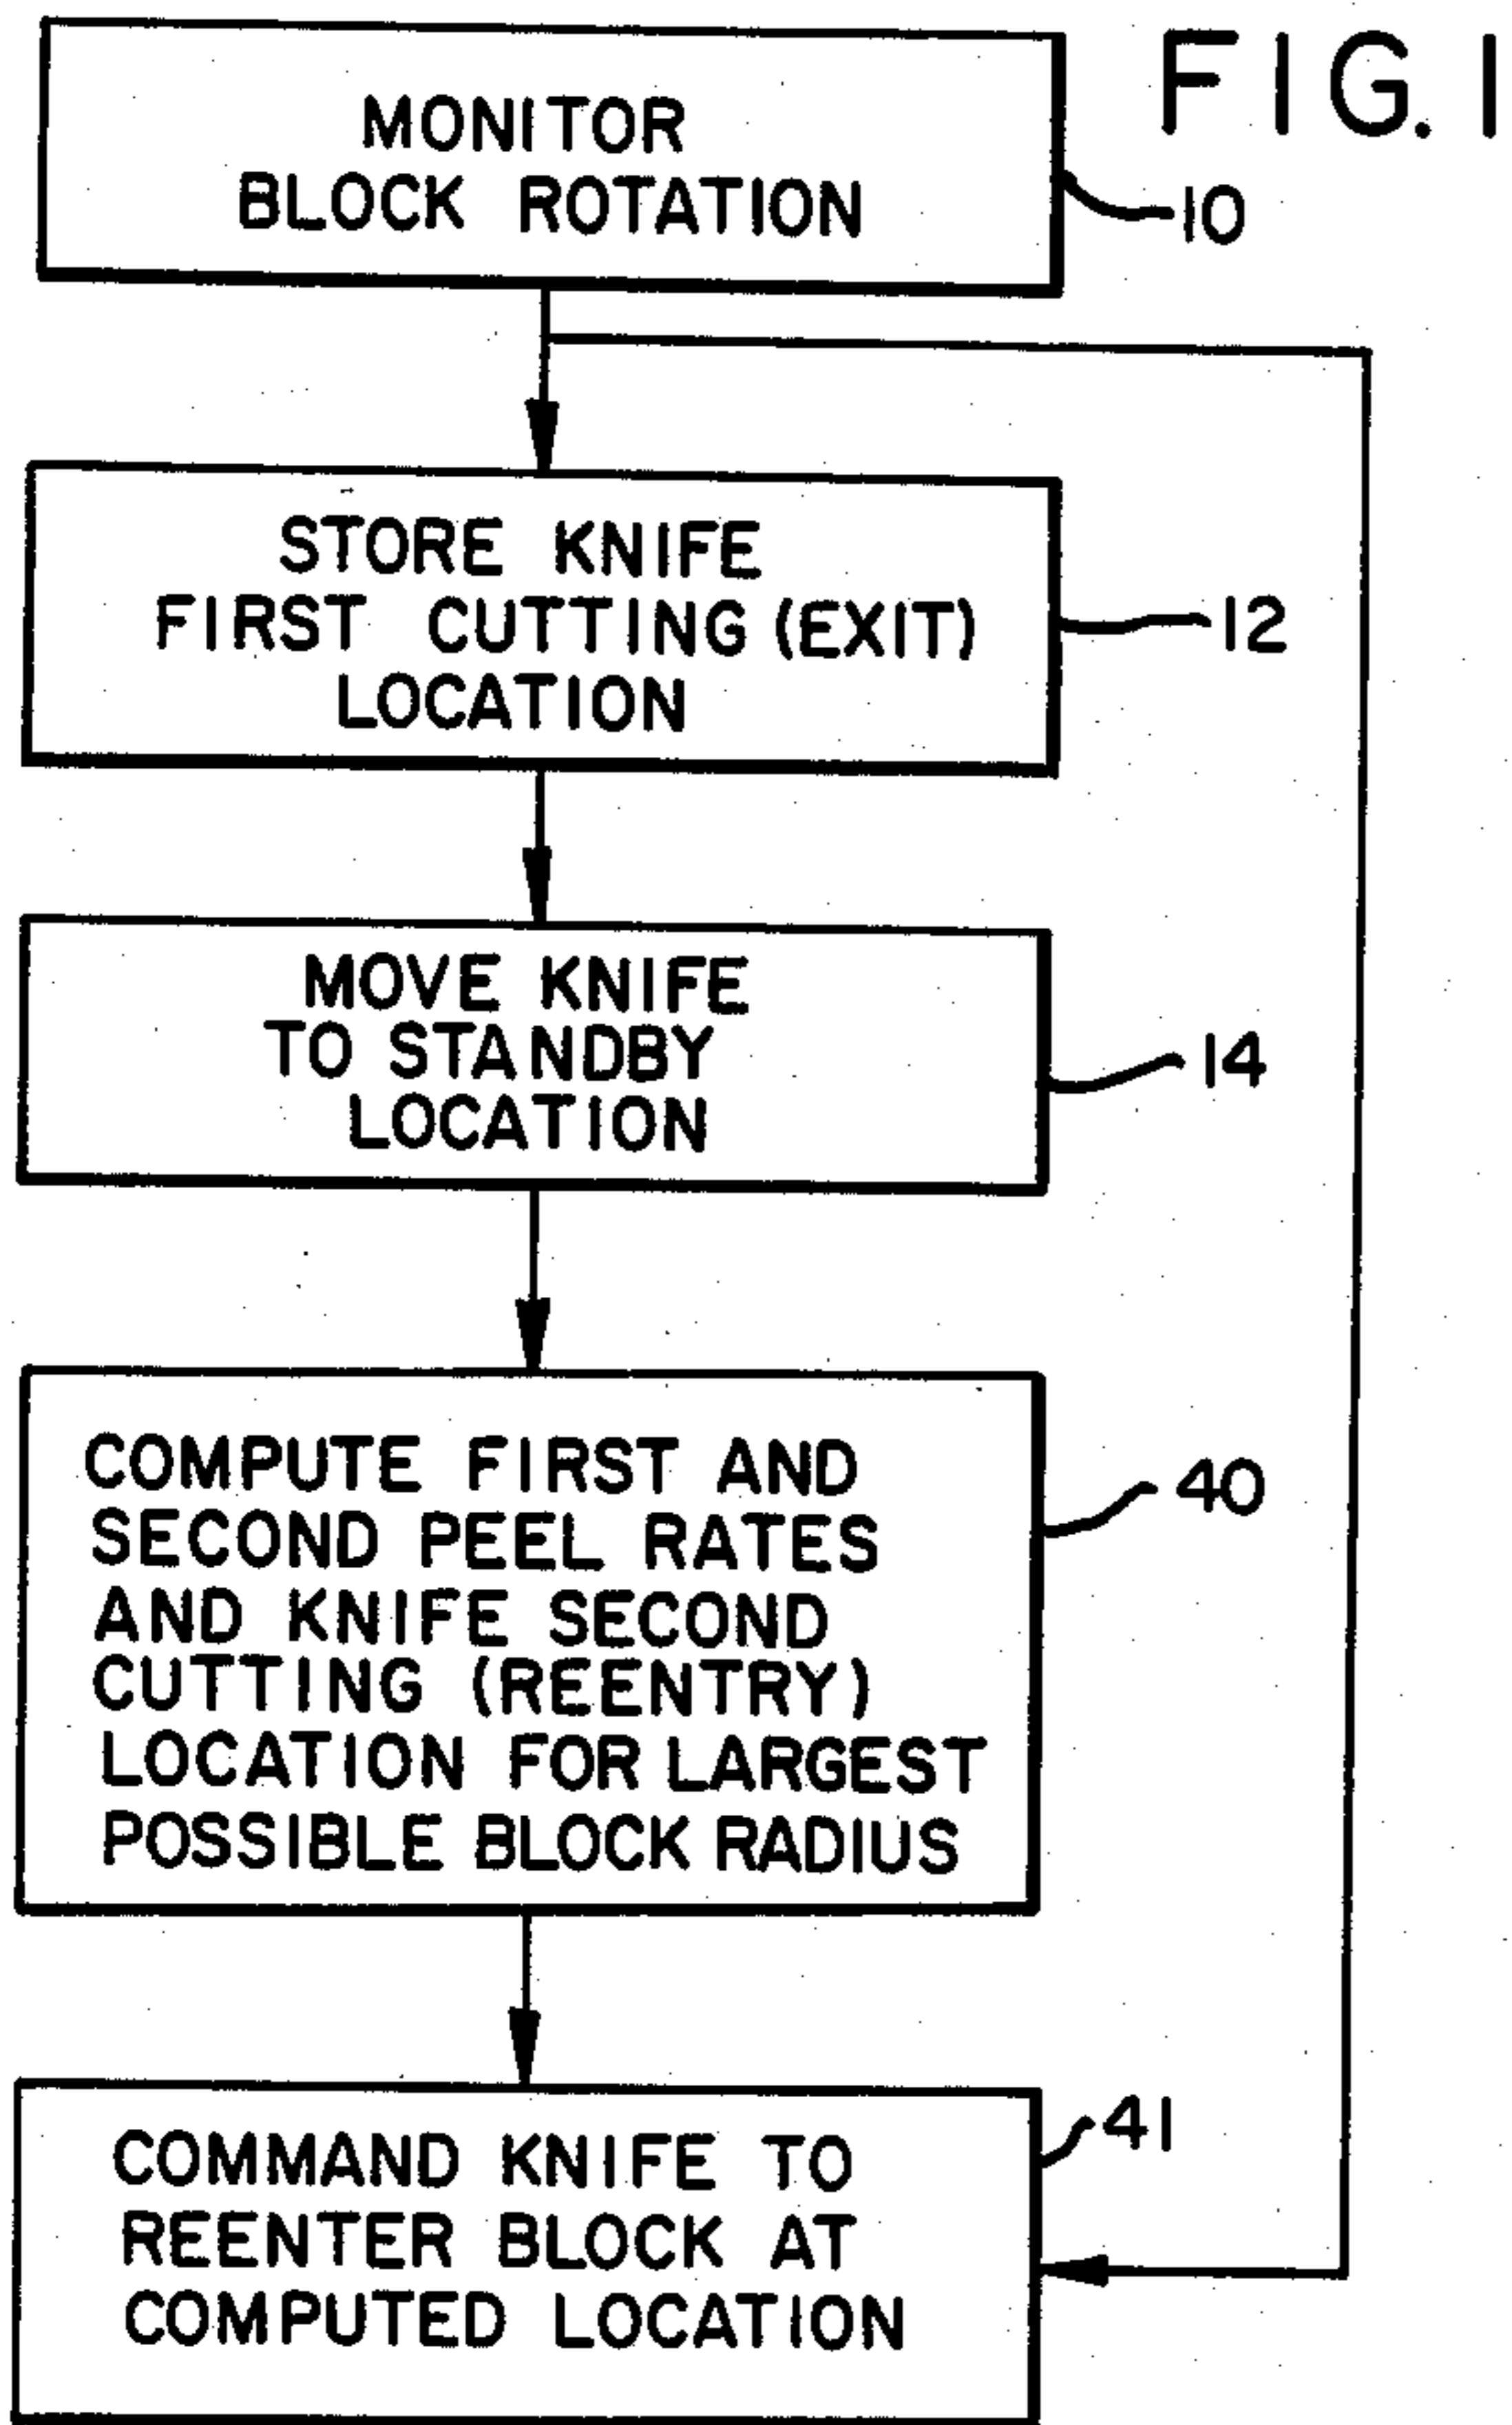 FIG. 1
MONITOR
BLOCK ROTATION
10
STORE KNIFE
FIRST CUTTING (EXIT)
LOCATION
12
MOVE KNIFE
TO STANDBY
LOCATION
14
COMPUTE FIRST AND
SECOND PEEL RATES
AND KNIFE SECOND
CUTTING (REENTRY)
LOCATION FOR LARGEST
POSSIBLE BLOCK RADIUS
40
COMMAND KNIFE TO
REENTER BLOCK AT
COMPUTED LOCATION
41